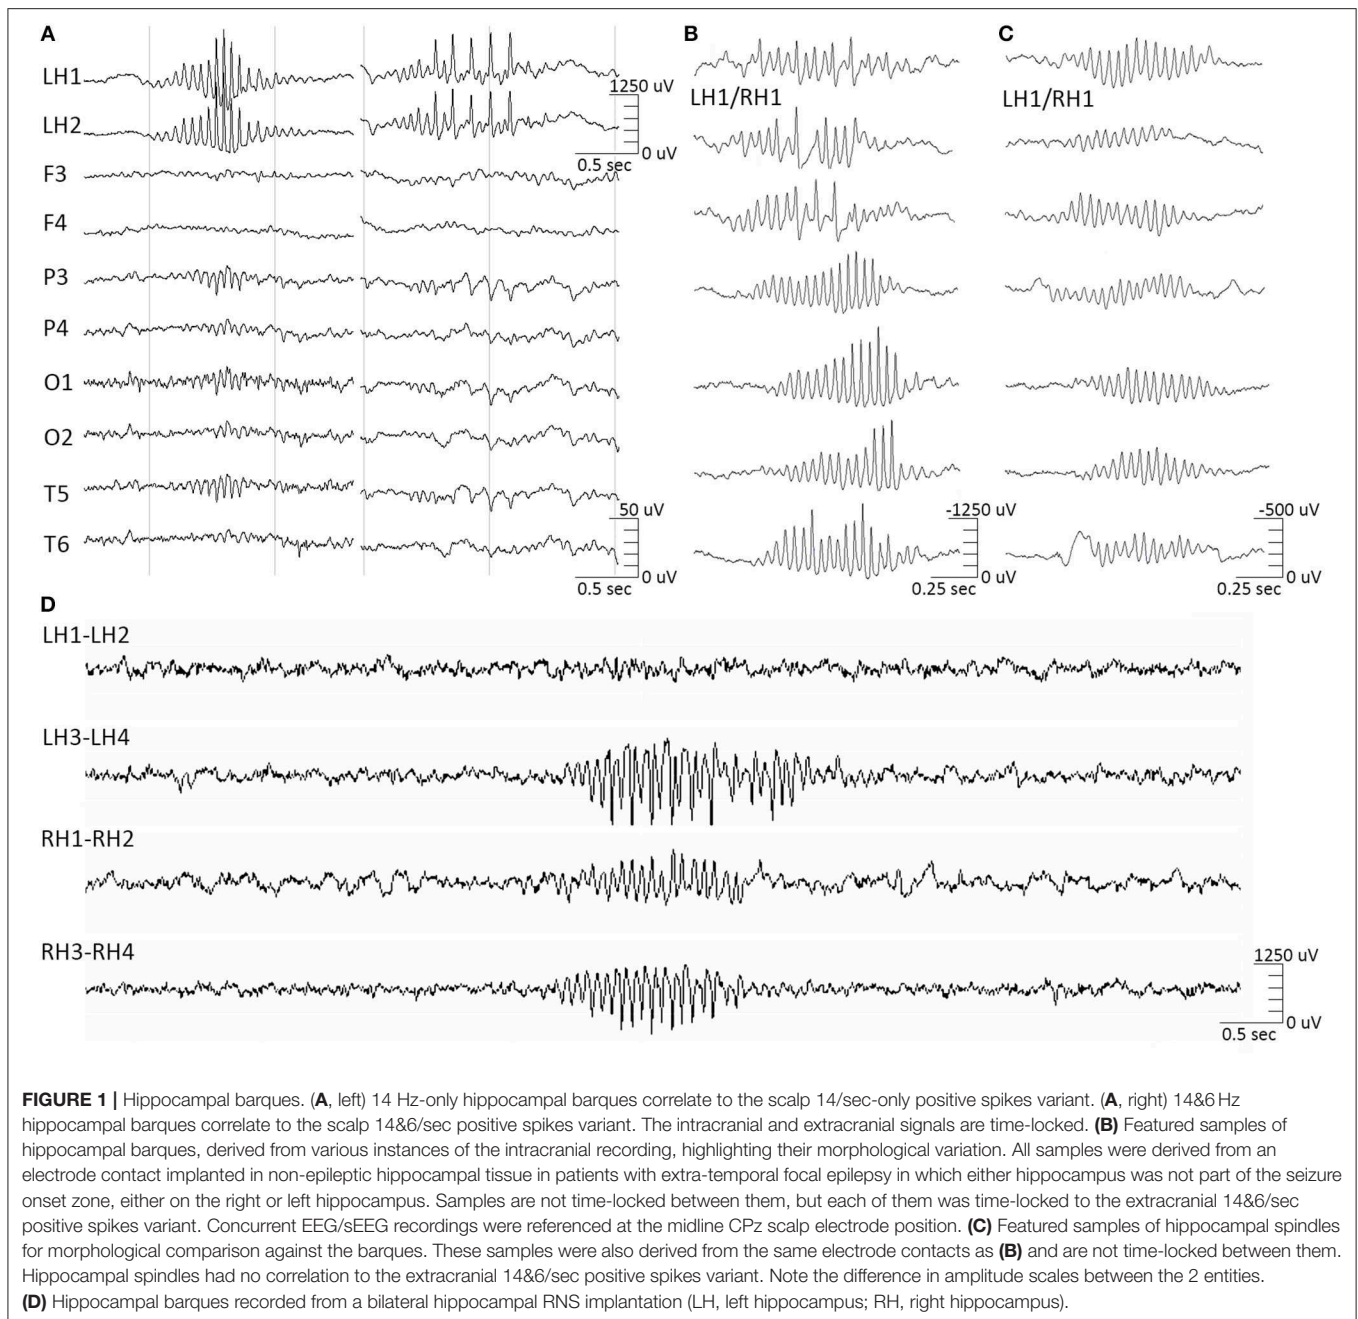 A
B
C
LH1
LH2
F3
F4
P3
P4
O1
O2
T5
T6
1250 uV
0 uV
0.5 sec
50 uV
0 uV
0.5 sec
LH1/RH1
-1250 uV
0 uV
0.25 sec
LH1/RH1
-500 uV
0 uV
0.25 sec
D
LH1-LH2
LH3-LH4
RH1-RH2
RH3-RH4
1250 uV
0 uV
0.5 sec
FIGURE 1 | Hippocampal barques. (A, left) 14 Hz-only hippocampal barques correlate to the scalp 14/sec-only positive spikes variant. (A, right) 14&6 Hz
hippocampal barques correlate to the scalp 14&6/sec positive spikes variant. The intracranial and extracranial signals are time-locked. (B) Featured samples of
hippocampal barques, derived from various instances of the intracranial recording, highlighting their morphological variation. All samples were derived from an
electrode contact implanted in non-epileptic hippocampal tissue in patients with extra-temporal focal epilepsy in which either hippocampus was not part of the seizure
onset zone, either on the right or left hippocampus. Samples are not time-locked between them, but each of them was time-locked to the extracranial 14&6/sec
positive spikes variant. Concurrent EEG/sEEG recordings were referenced at the midline CPz scalp electrode position. (C) Featured samples of hippocampal spindles
for morphological comparison against the barques. These samples were also derived from the same electrode contacts as (B) and are not time-locked between them.
Hippocampal spindles had no correlation to the extracranial 14&6/sec positive spikes variant. Note the difference in amplitude scales between the 2 entities.
(D) Hippocampal barques recorded from a bilateral hippocampal RNS implantation (LH, left hippocampus; RH, right hippocampus).